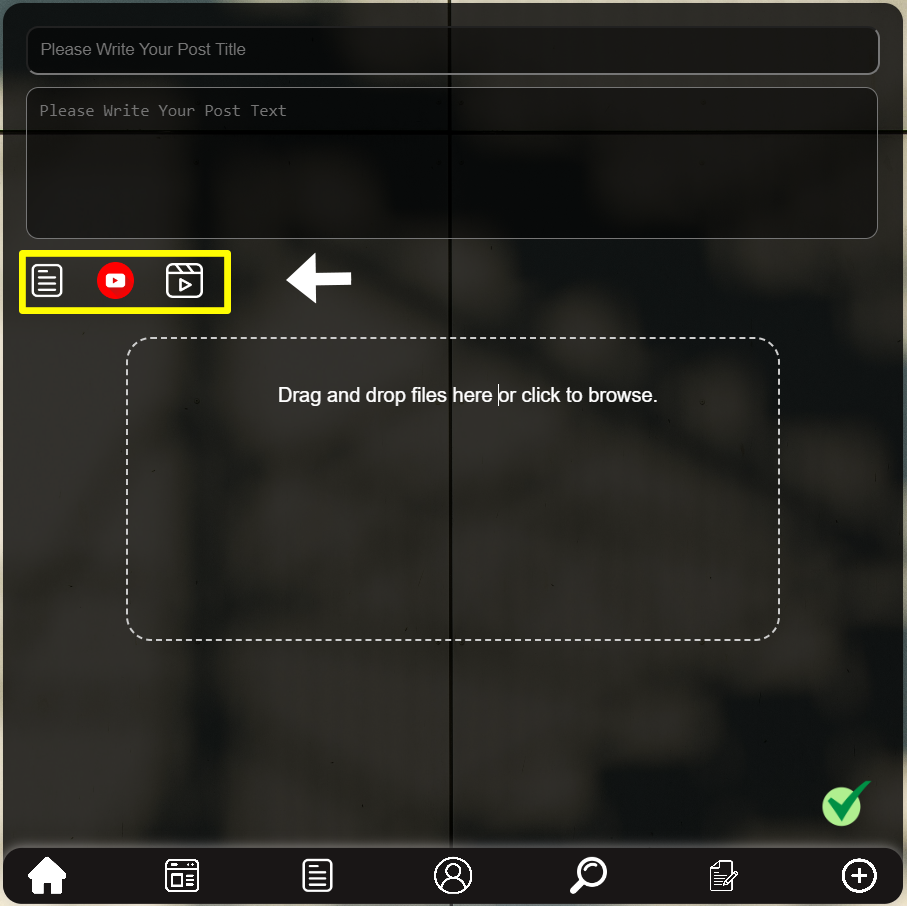 Please Write Your Post Title
Please Write Your Post Text
Drag and drop files here or click to browse.